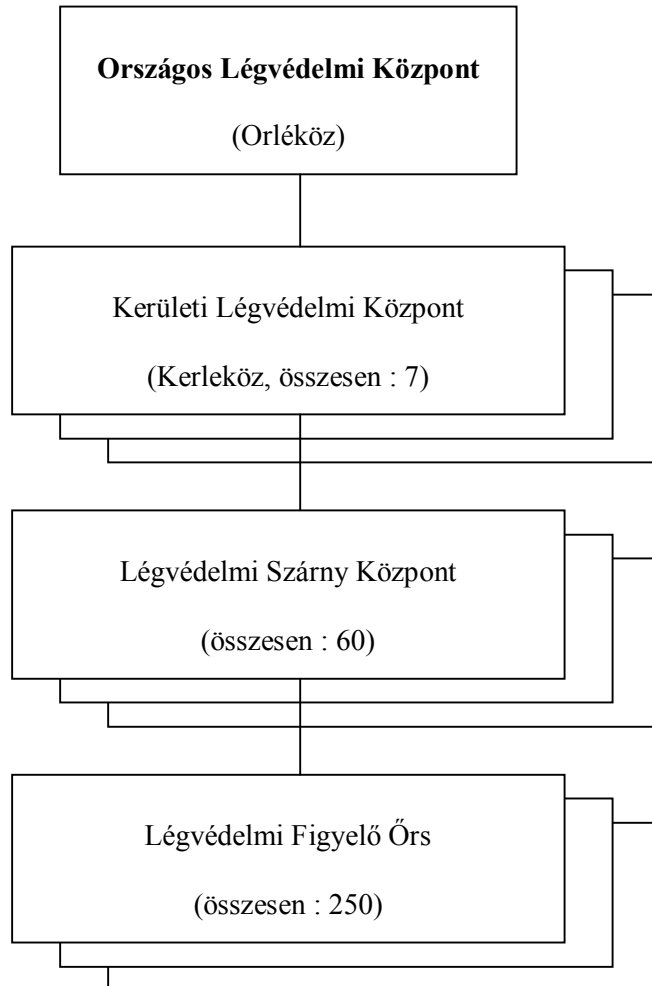 Országos Légvédelmi Központ
(Orléköz)
Kerületi Légvédelmi Központ
(Kerleköz, összesen : 7)
Légvédelmi Szárny Központ
(összesen : 60)
Légvédelmi Figyelő Őrs
(összesen : 250)